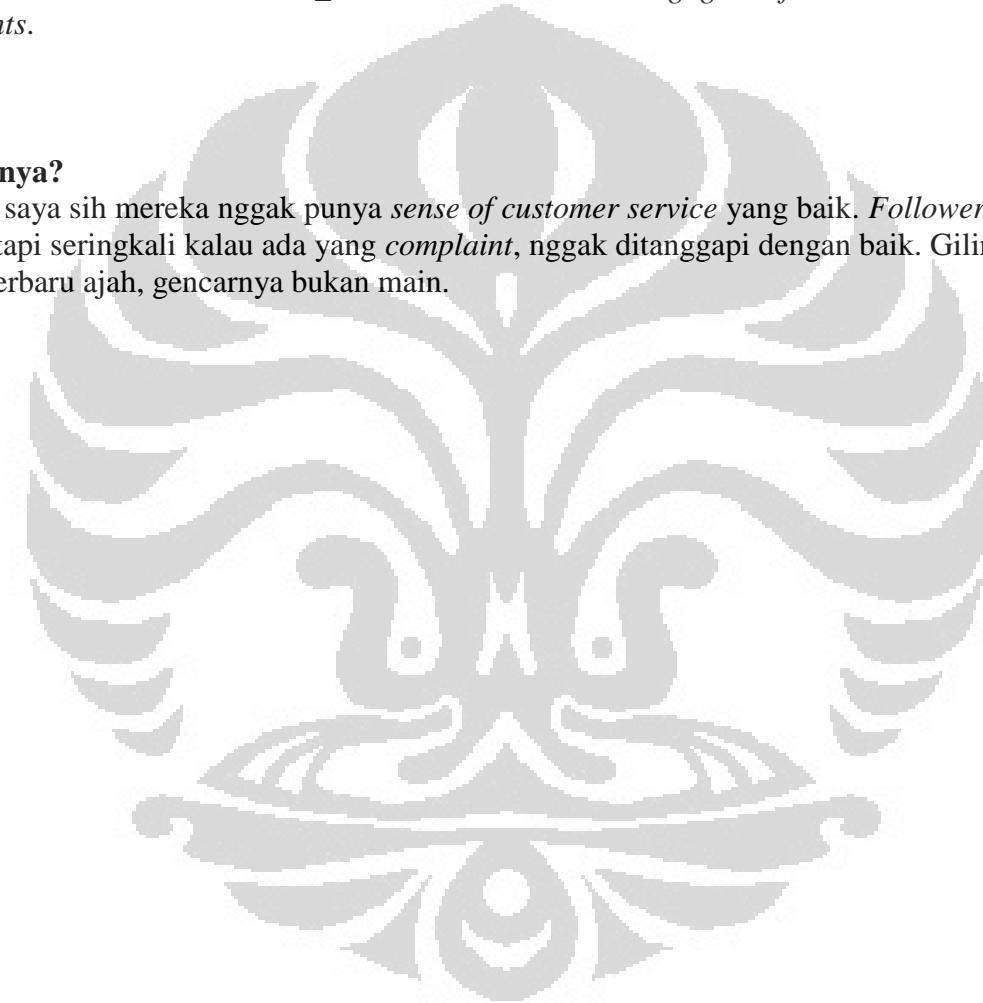 nts.
nya?
saya sih mereka nggak punya sense of customer service yang baik. Follower
tapi seringkali kalau ada yang complaint, nggak ditanggapi dengan baik. Gilir
erbaru ajah, gencarnya bukan main.